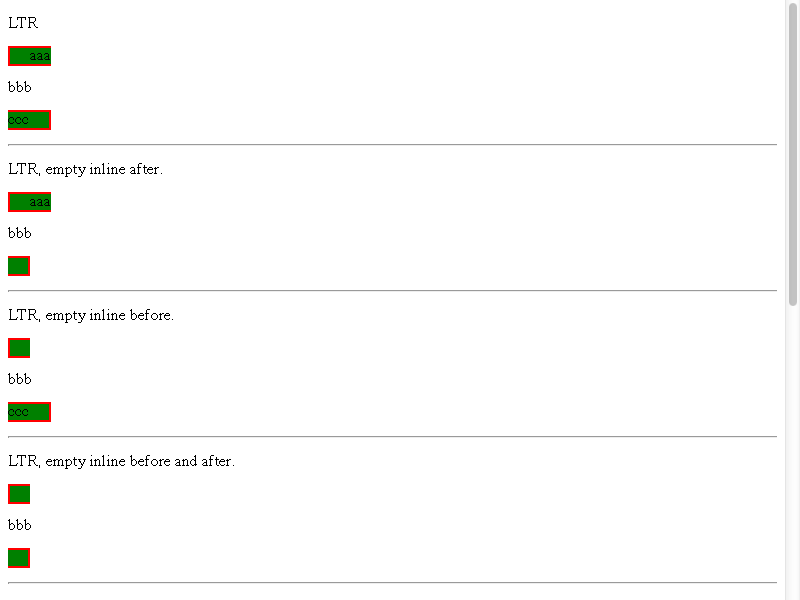 LTR
aaa
bbb
ccc
LTR, empty inline after.
aaa
bbb
LTR, empty inline before.
bbb
ccc
LTR, empty inline before and after.
bbb